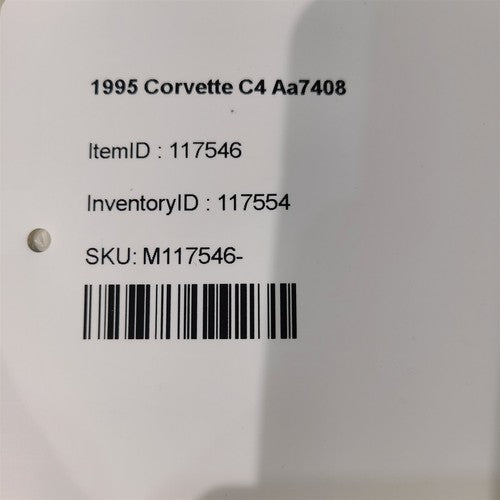 1995 Corvette C4 Aa7408
ItemID : 117546
InventoryID : 117554
SKU: M117546-